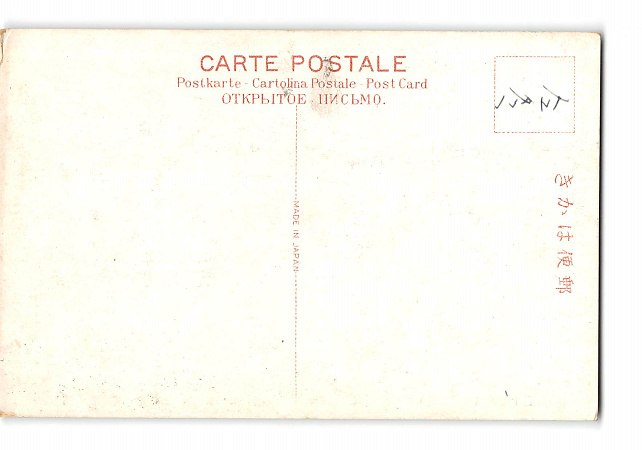 CARTE POSTALE
Postkarte - Cartolina Postale - Post Card
ОТКРЫТОЕ ПИСЬМО.
MADE IN JAPAN
郵便はかき